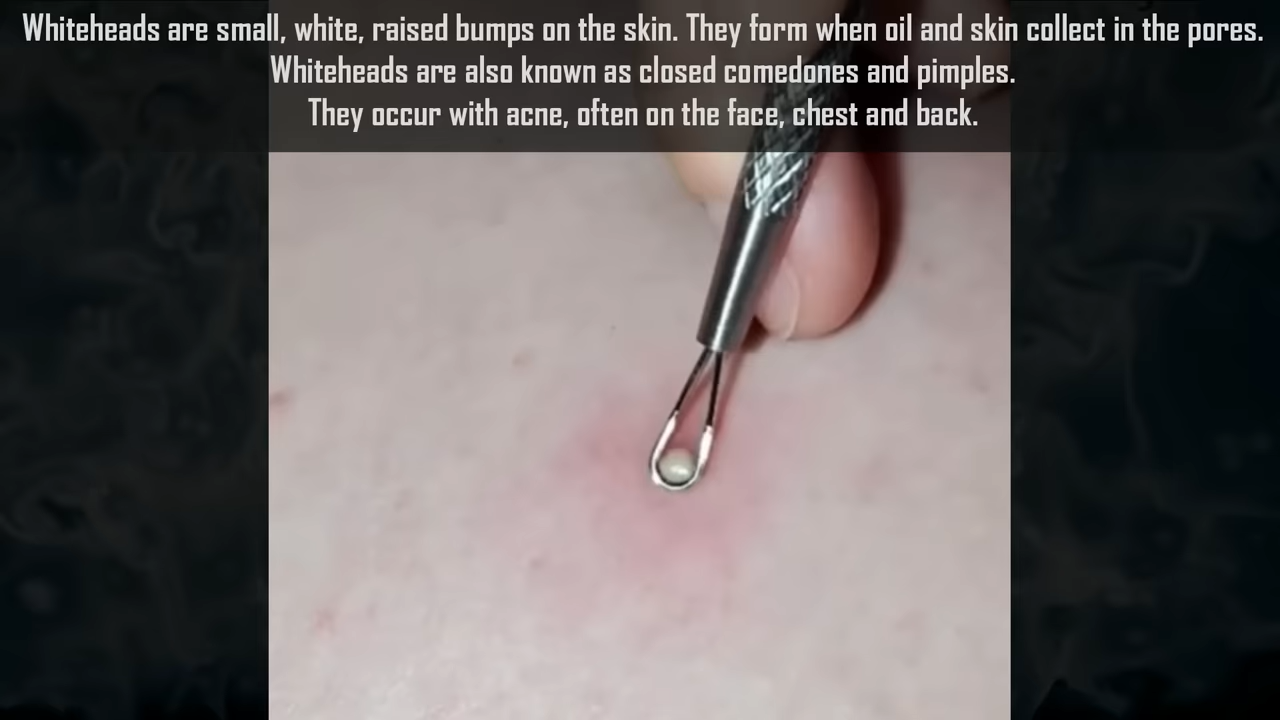 Whiteheads are small, white, raised bumps on the skin. They form when oil and skin collect in the pores.
Whiteheads are also known as closed comedones and pimples.
They occur with acne, often on the face, chest and back.